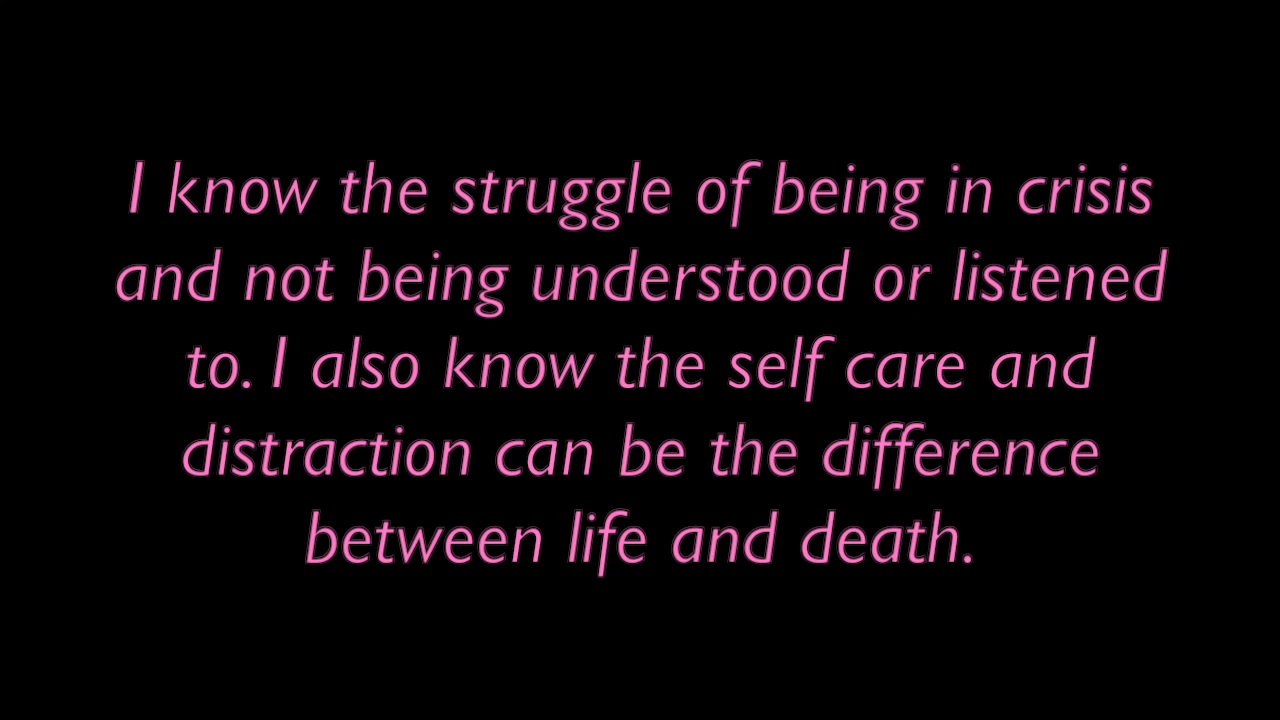 I know the struggle of being in crisis
and not being understood or listened
to. I also know the self care and
distraction can be the difference
between life and death.